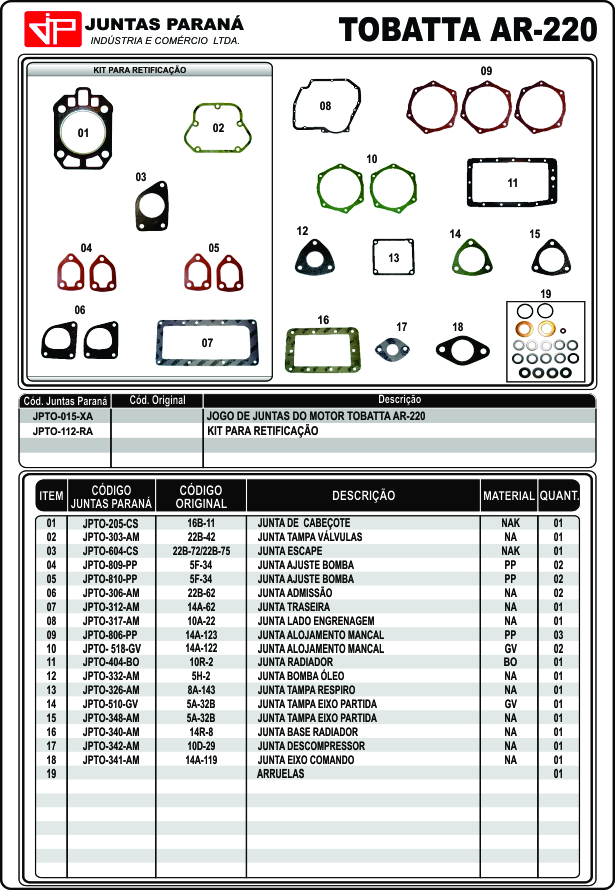 JP JUNTAS PARANÁ
INDÚSTRIA E COMÉRCIO LTDA.
TOBATTA AR-220
KIT PARA RETIFICAÇÃO
01
02
03
04
05
06
07
08
09
10
11
12
13
14
15
16
17
18
19
Cód. Juntas Paraná Cód. Original Descrição
JPTO-015-XA JOGO DE JUNTAS DO MOTOR TOBATTA AR-220
JPTO-112-RA KIT PARA RETIFICAÇÃO
ITEM CÓDIGO JUNTAS PARANÁ CÓDIGO ORIGINAL DESCRIÇÃO MATERIAL QUANT.
01 JPTO-205-CS 16B-11 JUNTA DE CABEÇOTE NAK 01
02 JPTO-303-AM 22B-42 JUNTA TAMPA VÁLVULAS NA 01
03 JPTO-604-CS 22B-72/22B-75 JUNTA ESCAPE NAK 01
04 JPTO-809-PP 5F-34 JUNTA AJUSTE BOMBA PP 02
05 JPTO-810-PP 5F-34 JUNTA AJUSTE BOMBA PP 02
06 JPTO-306-AM 22B-62 JUNTA ADMISSÃO NA 02
07 JPTO-312-AM 14A-62 JUNTA TRASEIRA NA 01
08 JPTO-317-AM 10A-22 JUNTA LADO ENGRENAGEM NA 01
09 JPTO-806-PP 14A-123 JUNTA ALOJAMENTO MANCAL PP 03
10 JPTO- 518-GV 14A-122 JUNTA ALOJAMENTO MANCAL GV 02
11 JPTO-404-BO 10R-2 JUNTA RADIADOR BO 01
12 JPTO-332-AM 5H-2 JUNTA BOMBA ÓLEO NA 01
13 JPTO-326-AM 8A-143 JUNTA TAMPA RESPIRO NA 01
14 JPTO-510-GV 5A-32B JUNTA TAMPA EIXO PARTIDA GV 01
15 JPTO-348-AM 5A-32B JUNTA TAMPA EIXO PARTIDA NA 01
16 JPTO-340-AM 14R-8 JUNTA BASE RADIADOR NA 01
17 JPTO-342-AM 10D-29 JUNTA DESCOMPRESSOR NA 01
18 JPTO-341-AM 14A-119 JUNTA EIXO COMANDO NA 01
19 ARRUELAS 01